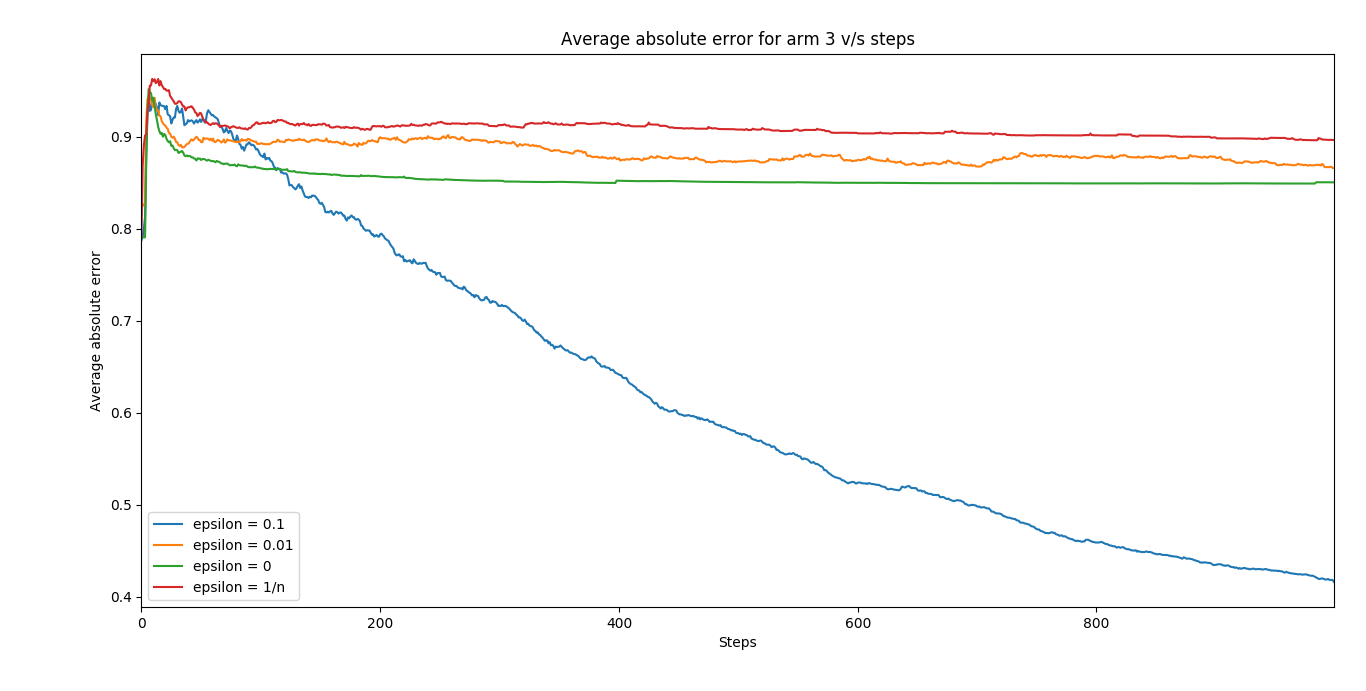 Average absolute error for arm 3 v/s steps
Average absolute error
0.9
0.8
0.7
0.6
0.5
0.4
epsilon = 0.1
epsilon = 0.01
epsilon = 0
epsilon = 1/n
0 200 400 600 800
Steps